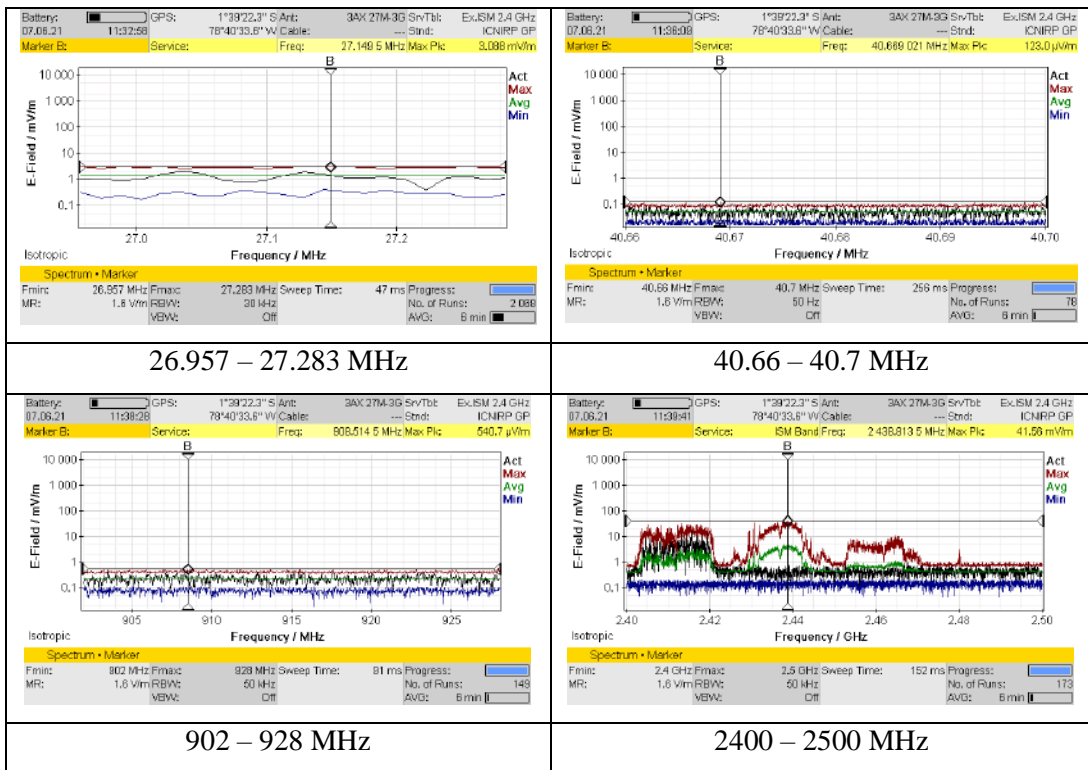 Battery: GPS: 1°39'22.3" S Ant: 3AX 27M-3G SrvTbl: Ex.ISM 2.4 GHz
07.06.21 11:32:58 78°40'33.6" W Cable: --- Stnd: ICNIRP GP
Marker B: Service: Freq: 27.149 5 MHz Max Pk: 3.088 mV/m
B
10 000
1 000
100
10
1
0,1
E-Field / mV/m
Act
Max
Avg
Min
27.0 27.1 27.2
Isotropic Frequency / MHz
Spectrum • Marker
Fmin: 26.957 MHz Fmax: 27.283 MHz Sweep Time: 47 ms Progress:
MR: 1.6 V/m RBW: 30 kHz No. of Runs: 2 088
VBW: Off AVG: 6 min
26.957 – 27.283 MHz
Battery: GPS: 1°39'22.3" S Ant: 3AX 27M-3G SrvTbl: Ex.ISM 2.4 GHz
07.06.21 78°40'33.6" W Cable: --- Stnd: ICNIRP GP
Marker B: Service: Freq: 40.669 021 MHz Max Pk: 123.0 µV/m
B
10 000
1 000
100
10
1
0,1
E-Field / mV/m
Act
Max
Avg
Min
40.66 40.67 40.68 40.69 40.70
Isotropic Frequency / MHz
Spectrum • Marker
Fmin: 40.66 MHz Fmax: 40.7 MHz Sweep Time: 256 ms Progress:
MR: 1.6 V/m RBW: 50 Hz No. of Runs: 78
VBW: Off AVG: 6 min
40.66 – 40.7 MHz
Battery: GPS: 1°39'22.3" S Ant: 3AX 27M-3G SrvTbl: Ex.ISM 2.4 GHz
07.06.21 11:38:28 78°40'33.6" W Cable: --- Stnd: ICNIRP GP
Marker B: Service: Freq: 908.514 5 MHz Max Pk: 540.7 µV/m
B
10 000
1 000
100
10
1
0,1
E-Field / mV/m
Act
Max
Avg
Min
905 910 915 920 925
Isotropic Frequency / MHz
Spectrum • Marker
Fmin: 902 MHz Fmax: 928 MHz Sweep Time: 91 ms Progress:
MR: 1.6 V/m RBW: 50 kHz No. of Runs: 143
VBW: Off AVG: 6 min
902 – 928 MHz
Battery: GPS: 1°39'22.3" S Ant: 3AX 27M-3G SrvTbl: Ex.ISM 2.4 GHz
07.06.21 11:39:41 78°40'33.6" W Cable: --- Stnd: ICNIRP GP
Marker B: Service: ISM Band Freq: 2 438.813 5 MHz Max Pk: 41.56 mV/m
B
10 000
1 000
100
10
1
0,1
E-Field / mV/m
Act
Max
Avg
Min
2.40 2.42 2.44 2.46 2.48 2.50
Isotropic Frequency / GHz
Spectrum • Marker
Fmin: 2.4 GHz Fmax: 2.5 GHz Sweep Time: 152 ms Progress:
MR: 1.6 V/m RBW: 50 kHz No. of Runs: 173
VBW: Off AVG: 6 min
2400 – 2500 MHz